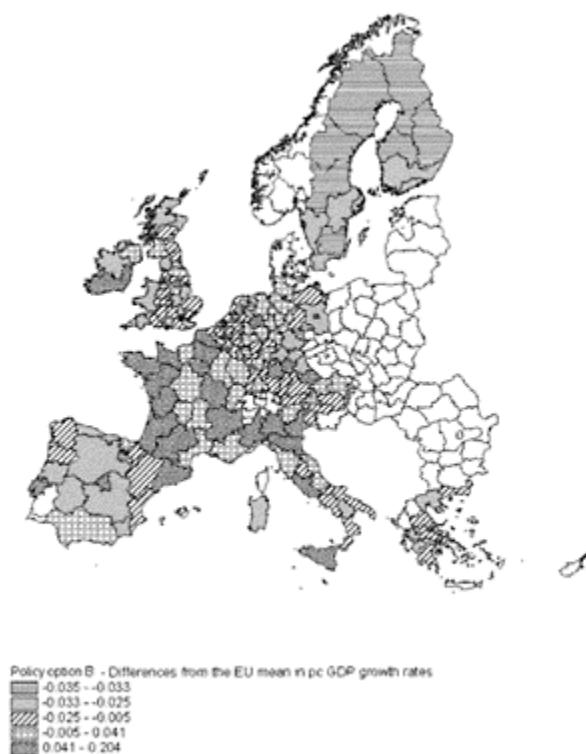 Policy option B - Differences from the EU mean in pc GDP growth rates
-0.035 - -0.033
-0.033 - -0.025
-0.025 - -0.005
-0.005 - 0.041
0.041 - 0.204